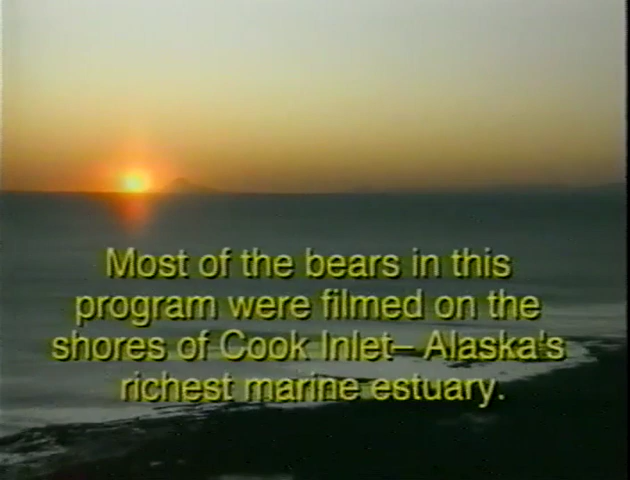 Most of the bears in this
program were filmed on the
shores of Cook Inlet– Alaska's
richest marine estuary.